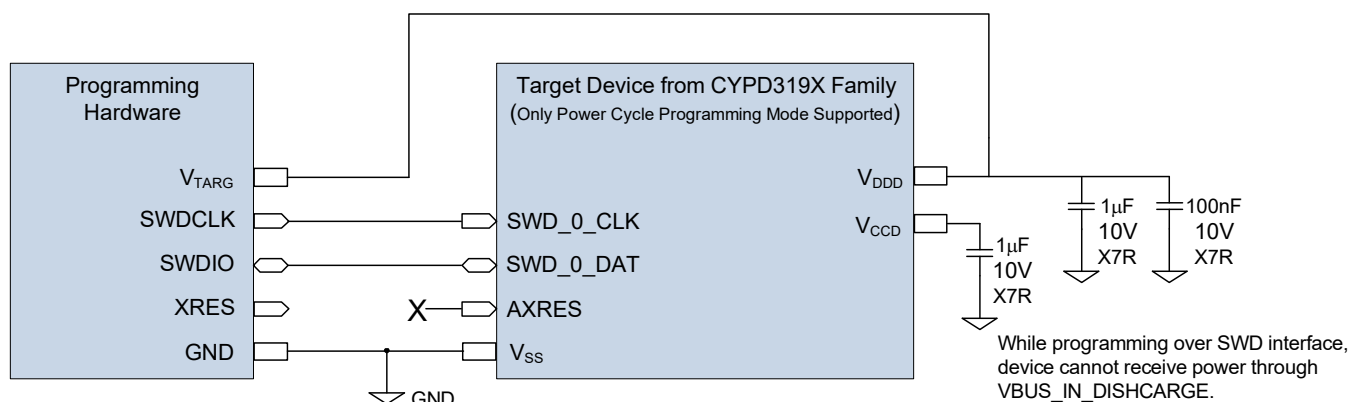 Programming
Hardware
VTARG
SWDCLK
SWDIO
XRES
GND
Target Device from CYPD319X Family
(Only Power Cycle Programming Mode Supported)
SWD_0_CLK
SWD_0_DAT
X
AXRES
VSS
VDDD
VCCD
GND
1µF
10V
X7R
1µF
10V
X7R
100nF
10V
X7R
While programming over SWD interface,
device cannot receive power through
VBUS_IN_DISHCARGE.